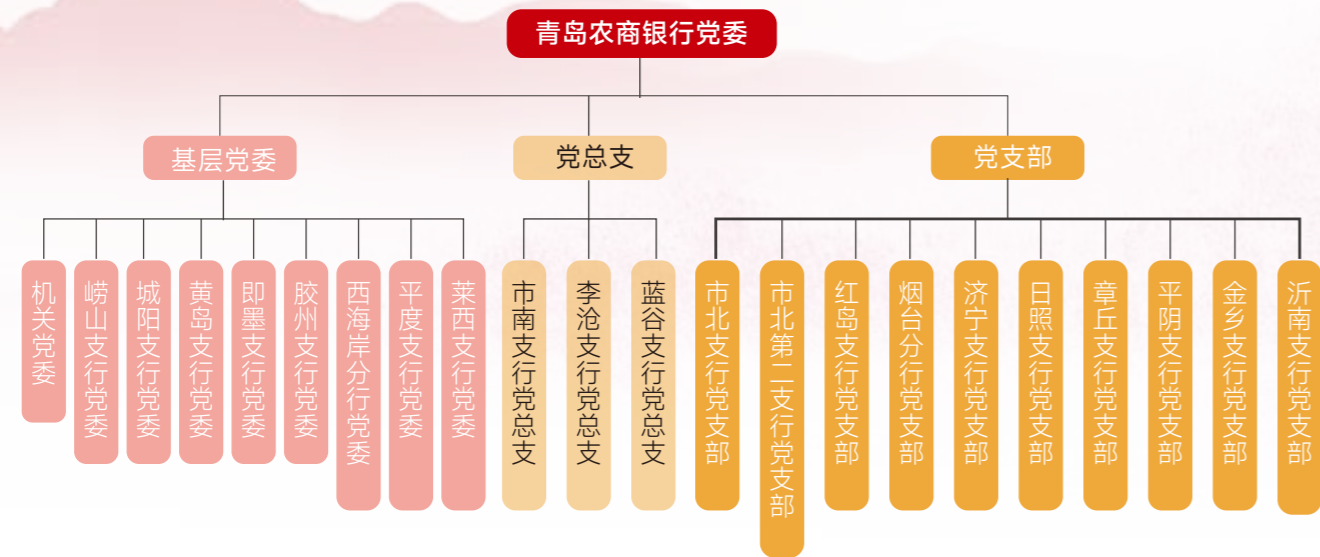 青岛农商银行党委
基层党委
党总支
党支部
机关党委
崂山支行党委
城阳支行党委
黄岛支行党委
即墨支行党委
胶州支行党委
西海岸分行党委
平度支行党委
莱西支行党委
市南支行党总支
李沧支行党总支
蓝谷支行党总支
市北支行党支部
市北第二支行党支部
红岛支行党支部
烟台分行党支部
济宁支行党支部
日照支行党支部
章丘支行党支部
平阴支行党支部
金乡支行党支部
沂南支行党支部